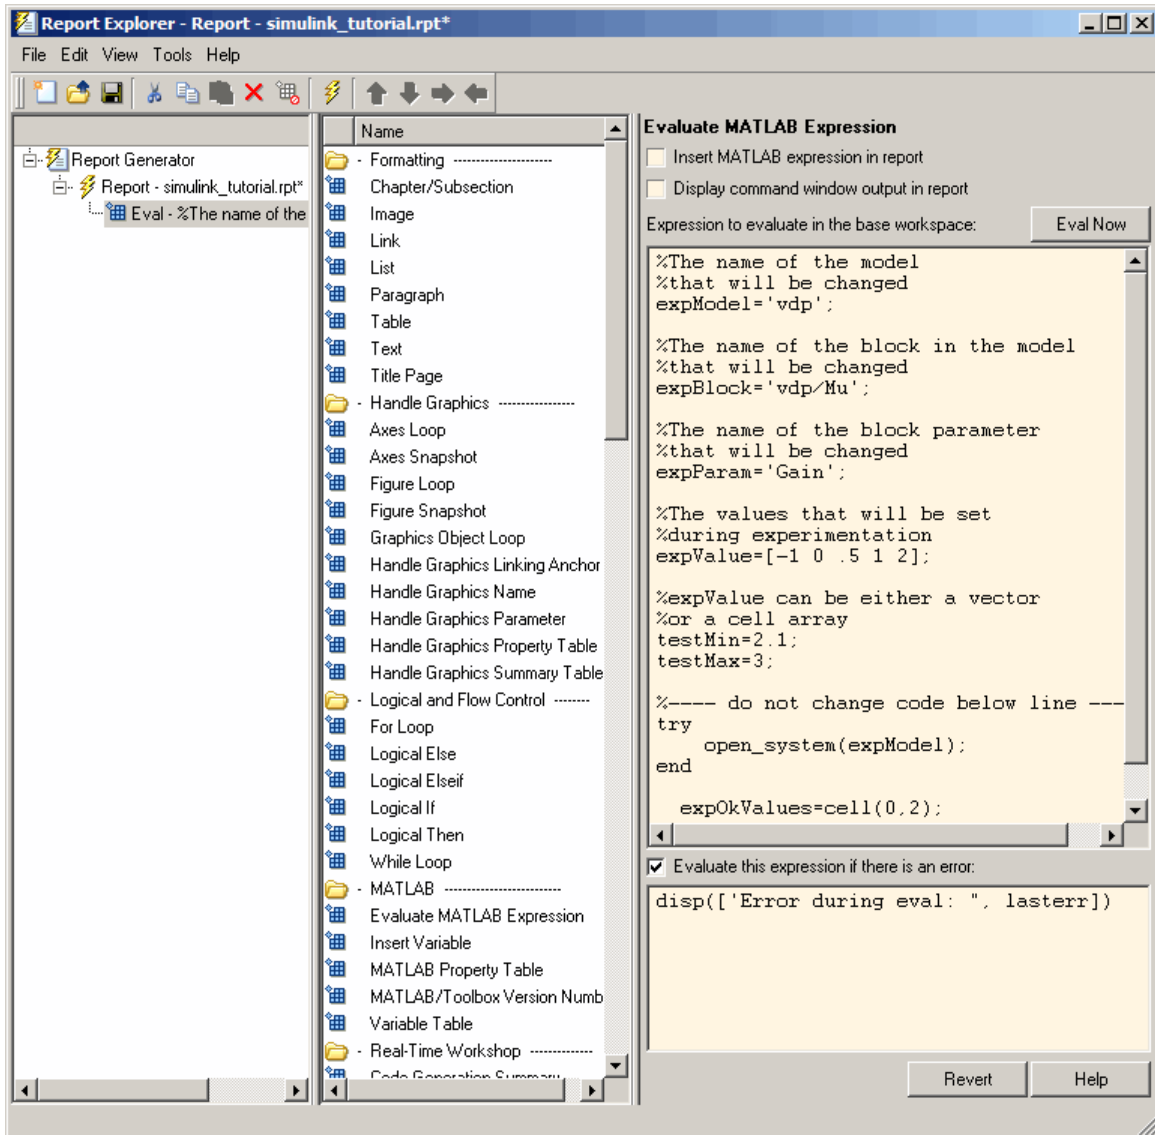 Report Explorer - Report - simulink_tutorial.rpt*
File Edit View Tools Help
Report Generator
Report - simulink_tutorial.rpt*
Eval - %The name of the
Name
- Formatting ---------------------
Chapter/Subsection
Image
Link
List
Paragraph
Table
Text
Title Page
- Handle Graphics ----------------
Axes Loop
Axes Snapshot
Figure Loop
Figure Snapshot
Graphics Object Loop
Handle Graphics Linking Anchor
Handle Graphics Name
Handle Graphics Parameter
Handle Graphics Property Table
Handle Graphics Summary Table
- Logical and Flow Control --------
For Loop
Logical Else
Logical Elseif
Logical If
Logical Then
While Loop
- MATLAB -------------------------
Evaluate MATLAB Expression
Insert Variable
MATLAB Property Table
MATLAB/Toolbox Version Numb
Variable Table
- Real-Time Workshop -------------
Code Generation Summary
Evaluate MATLAB Expression
Insert MATLAB expression in report
Display command window output in report
Expression to evaluate in the base workspace:
Eval Now
%The name of the model
%that will be changed
expModel='vdp';
%The name of the block in the model
%that will be changed
expBlock='vdp/Mu';
%The name of the block parameter
%that will be changed
expParam='Gain';
%The values that will be set
%during experimentation
expValue=[-1 0 .5 1 2];
%expValue can be either a vector
%or a cell array
testMin=2.1;
testMax=3;
%---- do not change code below line ---
try
open_system(expModel);
end
expOkValues=cell(0,2);
Evaluate this expression if there is an error:
disp(['Error during eval: ", lasterr])
Revert
Help